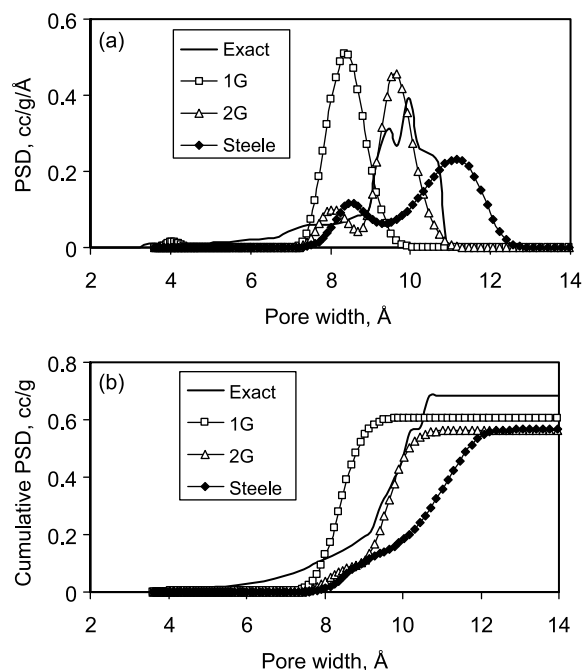 (a)
Exact
1G
2G
Steele
PSD, cc/g/Å
0.6
0.4
0.2
0
2 4 6 8 10 12 14
Pore width, Å
(b)
Exact
1G
2G
Steele
Cumulative PSD, cc/g
0.8
0.6
0.4
0.2
0
2 4 6 8 10 12 14
Pore width, Å